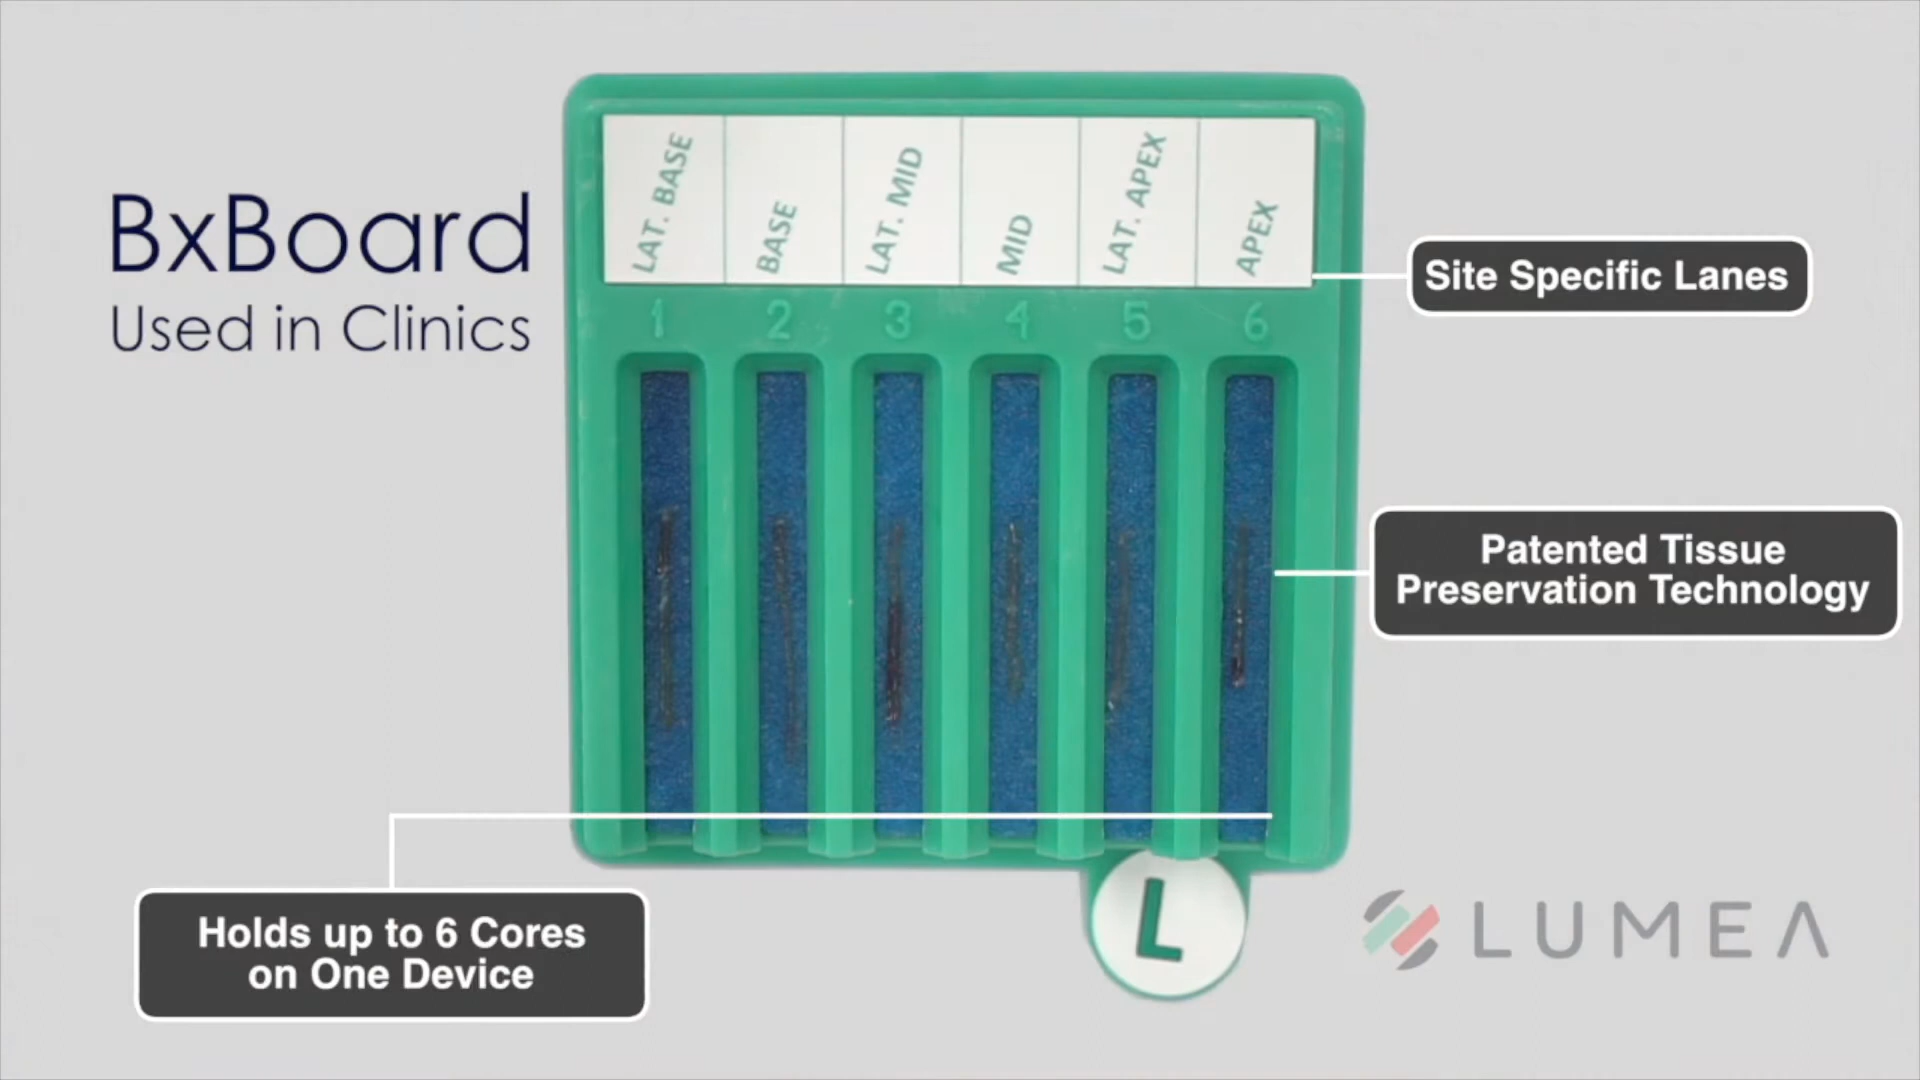 BxBoard
Used in Clinics
LAT. BASE
BASE
LAT. MID
MID
LAT. APEX
APEX
1 2 3 4 5 6
Site Specific Lanes
Patented Tissue
Preservation Technology
Holds up to 6 Cores
on One Device
L
LUMEA